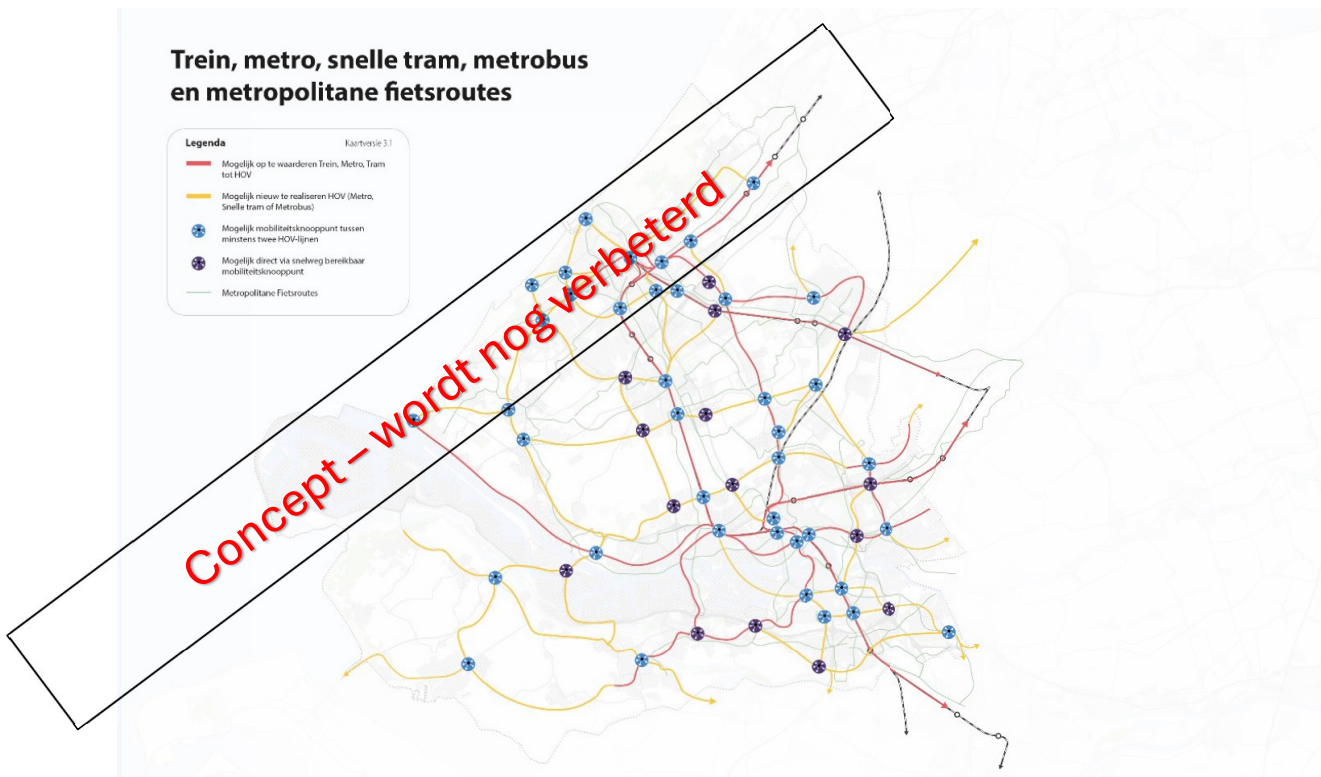 Trein, metro, snelle tram, metrobus
en metropolitane fietsroutes
Legenda
Kaartversie 3.1
Mogelijk op te waarderen Trein, Metro, Tram
tot HOV
Mogelijk nieuw te realiseren HOV (Metro,
Snelle tram of Metrobus)
Mogelijk mobiliteitsknooppunt tussen
minstens twee HOV-lijnen
Mogelijk direct via snelweg bereikbaar
mobiliteitsknooppunt
Metropolitane Fietsroutes
Concept – wordt nog verbeterd